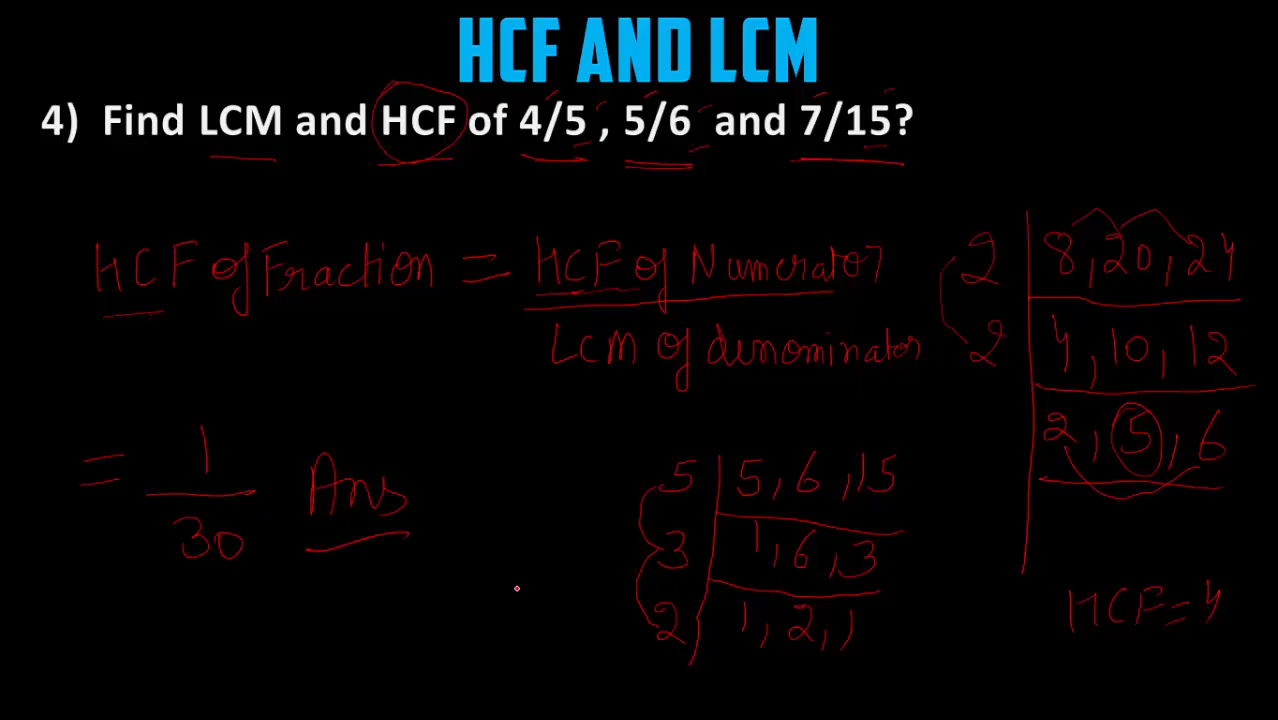 HCF AND LCM
4) Find LCM and HCF of 4/5 , 5/6 and 7/15?
HCF of Fraction = HCF of Numerator
LCM of denominator
2 | 8, 20, 24
2 | 4, 10, 12
2, 5, 6
HCF = 4
= 1
30
Ans
5 | 5, 6, 15
3 | 1, 6, 3
2 | 1, 2, 1